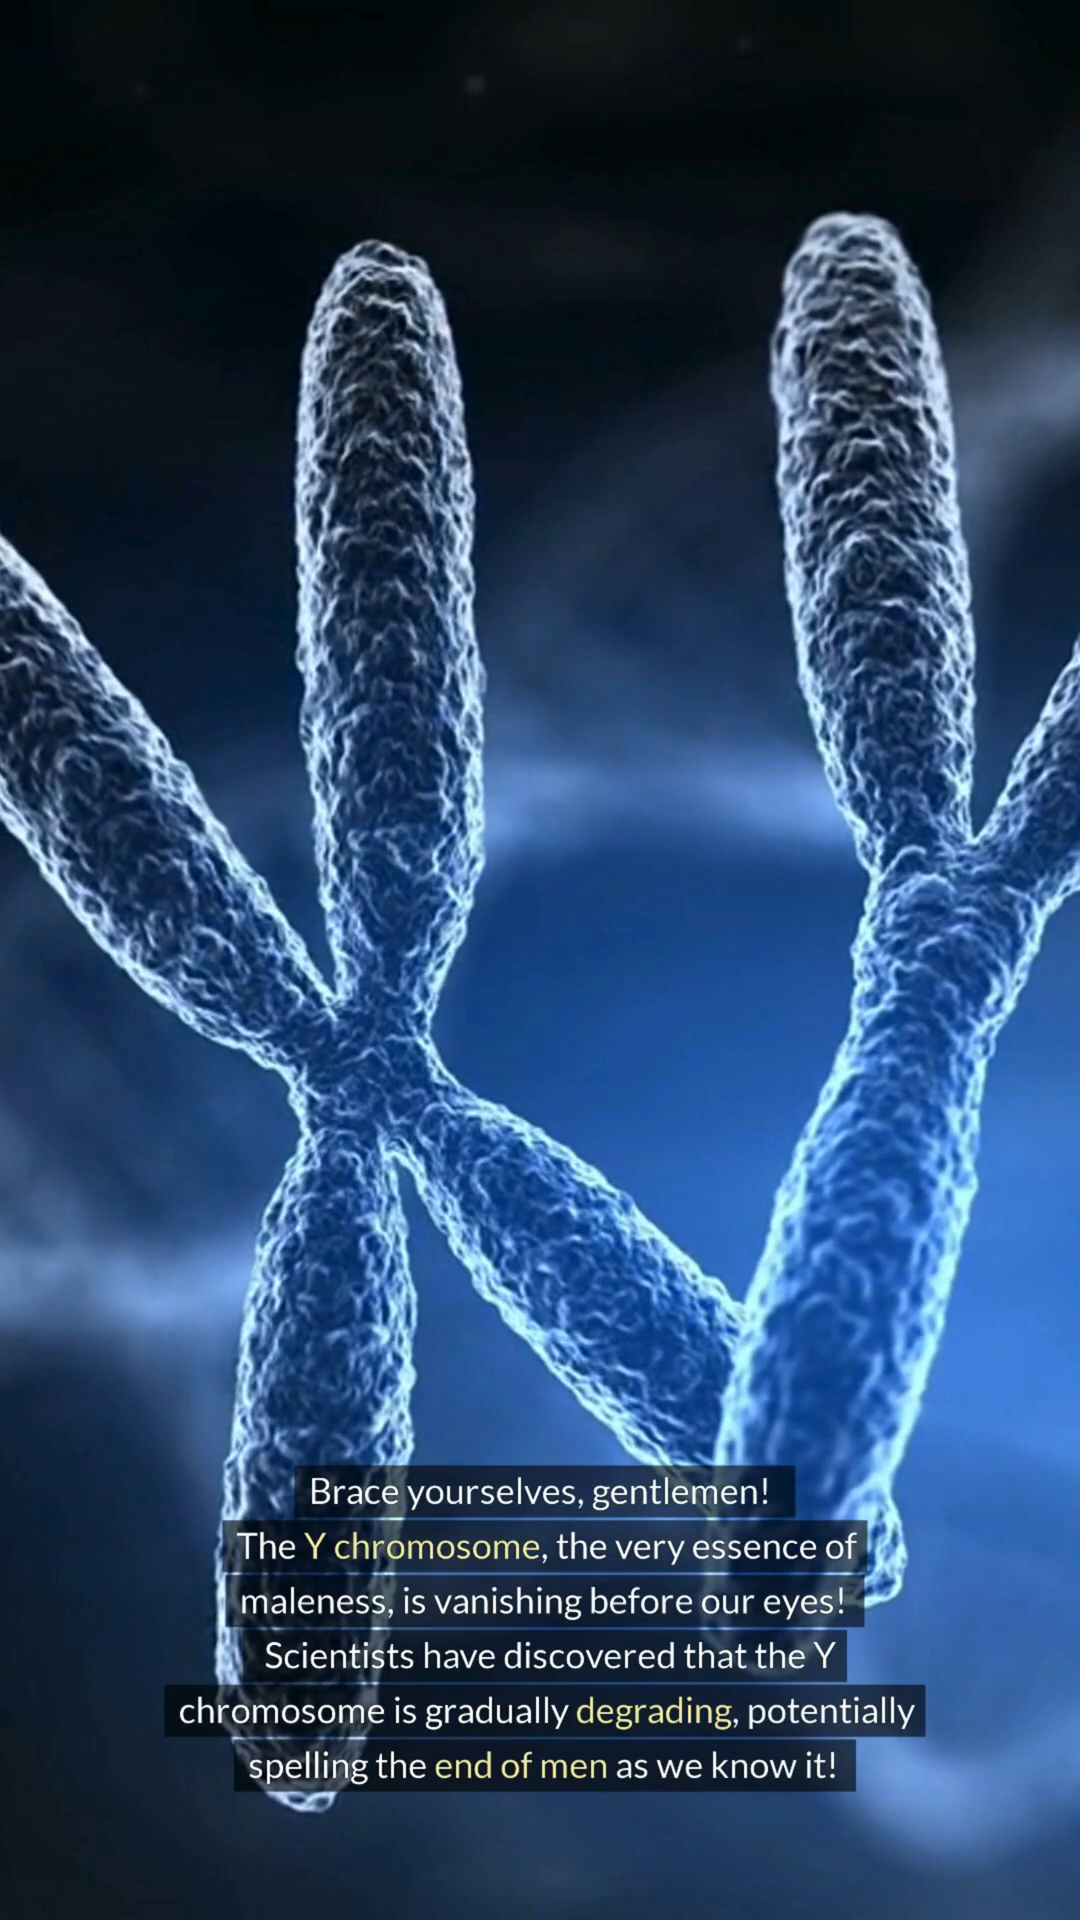 Brace yourselves, gentlemen!
The Y chromosome, the very essence of
maleness, is vanishing before our eyes!
Scientists have discovered that the Y
chromosome is gradually degrading, potentially
spelling the end of men as we know it!